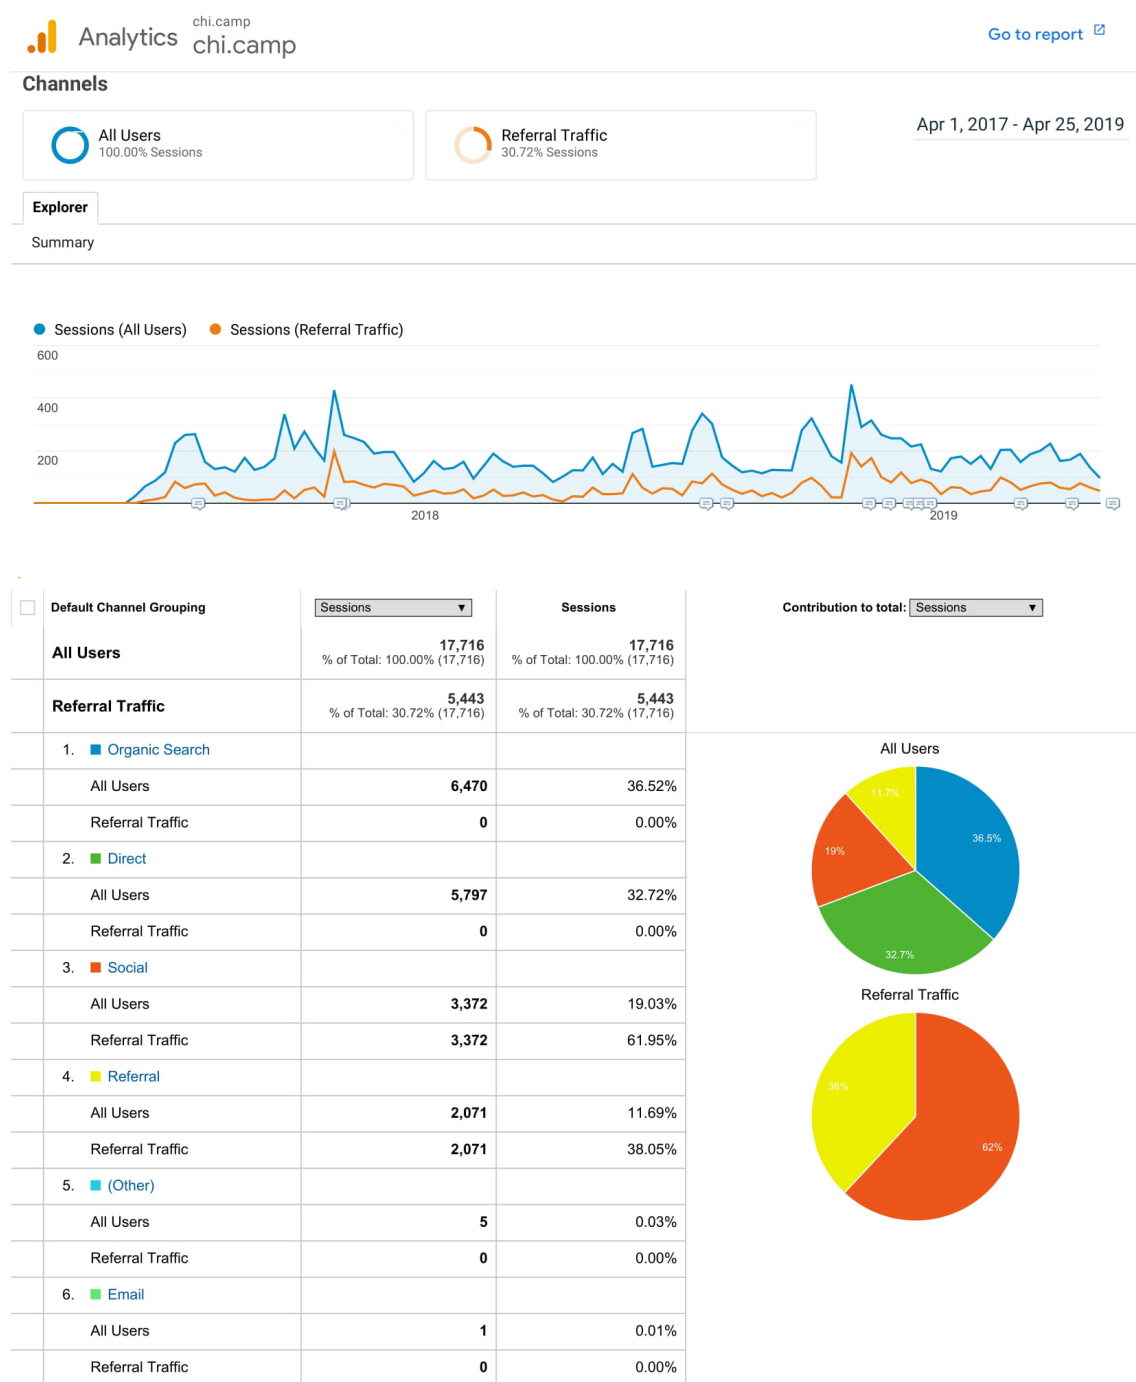 Analytics
chi.camp
chi.camp
Go to report
Channels
All Users
100.00% Sessions
Referral Traffic
30.72% Sessions
Apr 1, 2017 - Apr 25, 2019
Explorer
Summary
Sessions (All Users) Sessions (Referral Traffic)
600
400
200
2018 2019
Default Channel Grouping Sessions ▼ Sessions Contribution to total: Sessions ▼
All Users 17,716 17,716
% of Total: 100.00% (17,716) % of Total: 100.00% (17,716)
Referral Traffic 5,443 5,443
% of Total: 30.72% (17,716) % of Total: 30.72% (17,716)
1. Organic Search
All Users 6,470 36.52%
Referral Traffic 0 0.00%
2. Direct
All Users 5,797 32.72%
Referral Traffic 0 0.00%
3. Social
All Users 3,372 19.03%
Referral Traffic 3,372 61.95%
4. Referral
All Users 2,071 11.69%
Referral Traffic 2,071 38.05%
5. (Other)
All Users 5 0.03%
Referral Traffic 0 0.00%
6. Email
All Users 1 0.01%
Referral Traffic 0 0.00%
All Users
11.7%
36.5%
19%
32.7%
Referral Traffic
38%
62%